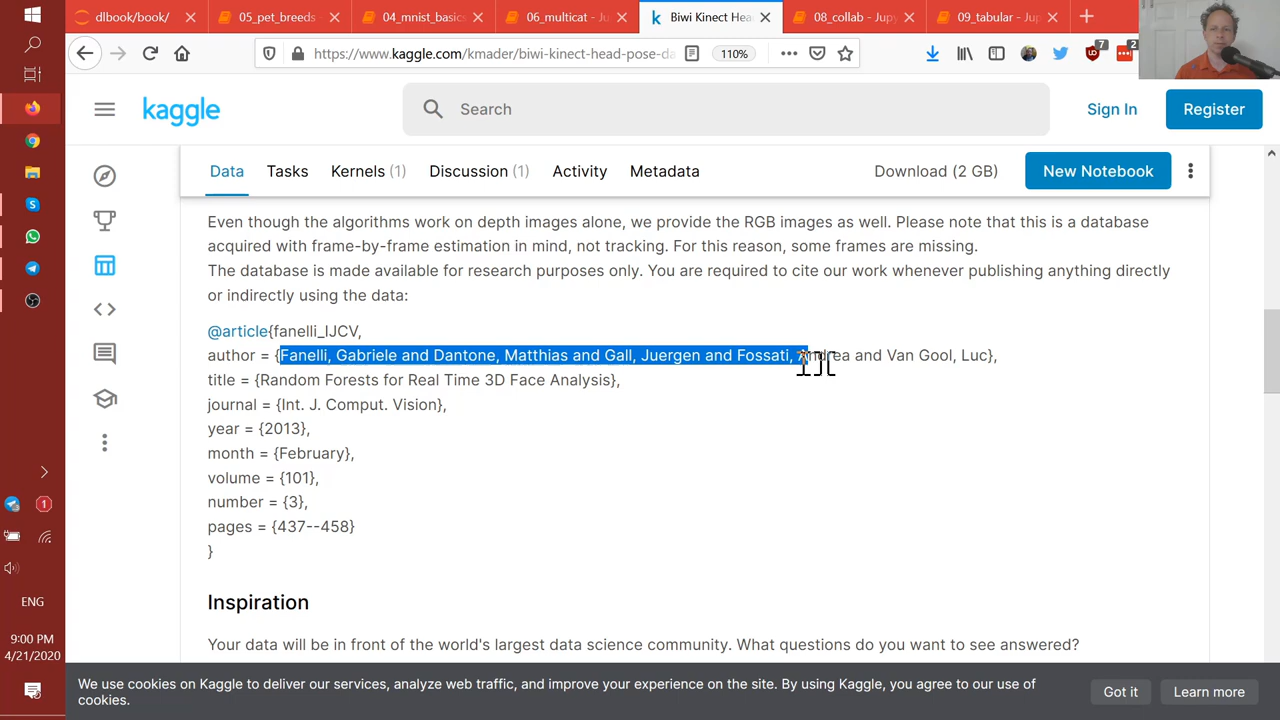 dlbook/book/
05_pet_breeds
04_mnist_basics
06_multicat - Ju
Biwi Kinect Hea
08_collab - Jupy
09_tabular - Jup
https://www.kaggle.com/kmader/biwi-kinect-head-pose-da
110%
7
2
kaggle
Search
Sign In
Register
Data
Tasks
Kernels (1)
Discussion (1)
Activity
Metadata
Download (2 GB)
New Notebook
Even though the algorithms work on depth images alone, we provide the RGB images as well. Please note that this is a database
acquired with frame-by-frame estimation in mind, not tracking. For this reason, some frames are missing.
The database is made available for research purposes only. You are required to cite our work whenever publishing anything directly
or indirectly using the data:
@article{fanelli_IJCV,
author = {Fanelli, Gabriele and Dantone, Matthias and Gall, Juergen and Fossati, Andrea and Van Gool, Luc},
title = {Random Forests for Real Time 3D Face Analysis},
journal = {Int. J. Comput. Vision},
year = {2013},
month = {February},
volume = {101},
number = {3},
pages = {437--458}
}
Inspiration
Your data will be in front of the world's largest data science community. What questions do you want to see answered?
We use cookies on Kaggle to deliver our services, analyze web traffic, and improve your experience on the site. By using Kaggle, you agree to our use of
cookies.
Got it
Learn more
1
ENG
9:00 PM
4/21/2020